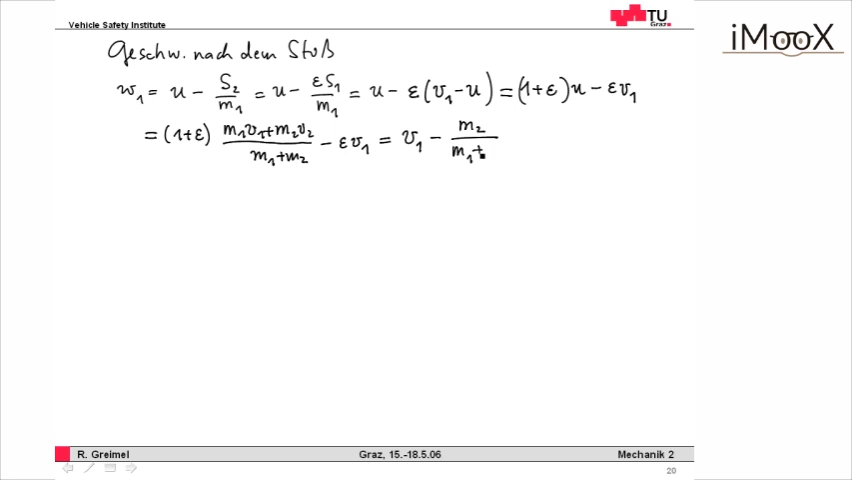 Vehicle Safety Institute
TU
Graz
iMooX
Geschw. nach dem Stoß
w₁ = u - S₂/m₁ = u - εS₁/m₁ = u - ε(v₁-u) = (1+ε)u - εv₁
= (1+ε) (m₁v₁+m₂v₂)/(m₁+m₂) - εv₁ = v₁ - m₂/(m₁+
R. Greimel Graz, 15.-18.5.06 Mechanik 2
20